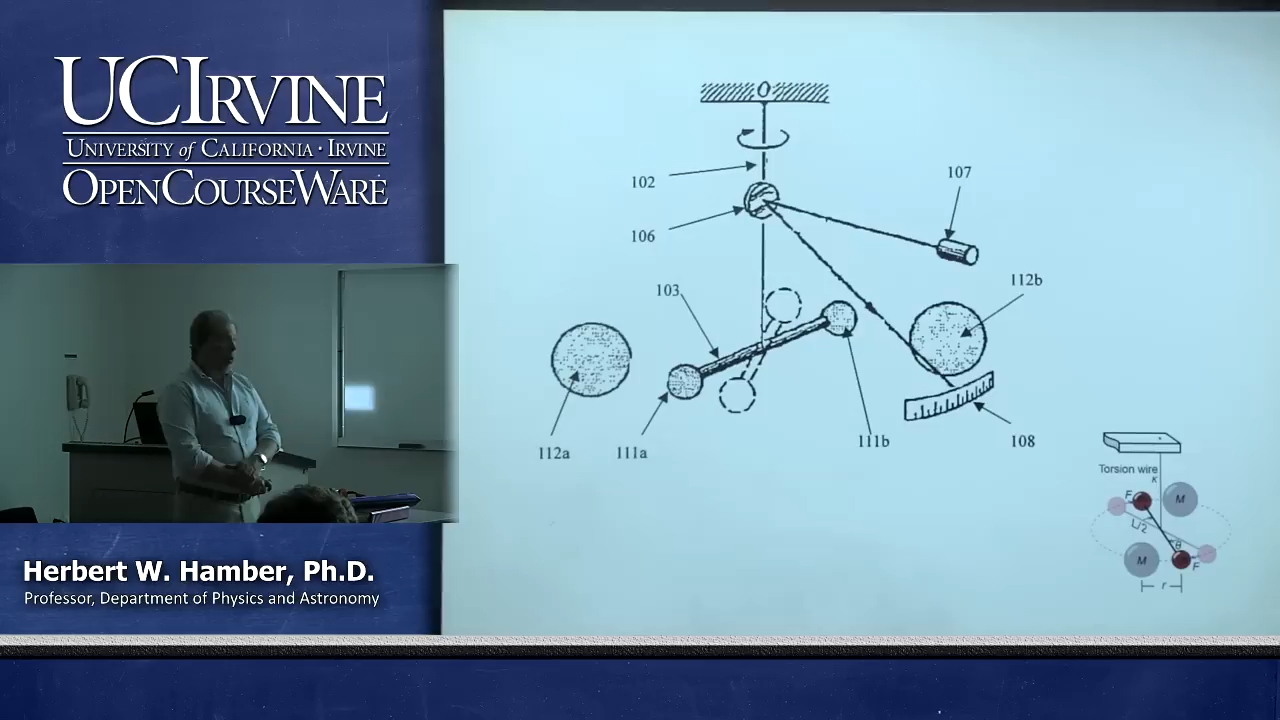 UCIRVINE
UNIVERSITY of CALIFORNIA · IRVINE
OPENCOURSEWARE
102
106
107
103
112b
112a
111a
111b
108
Torsion wire
κ
F
M
L/2
θ
M
F
r
Herbert W. Hamber, Ph.D.
Professor, Department of Physics and Astronomy